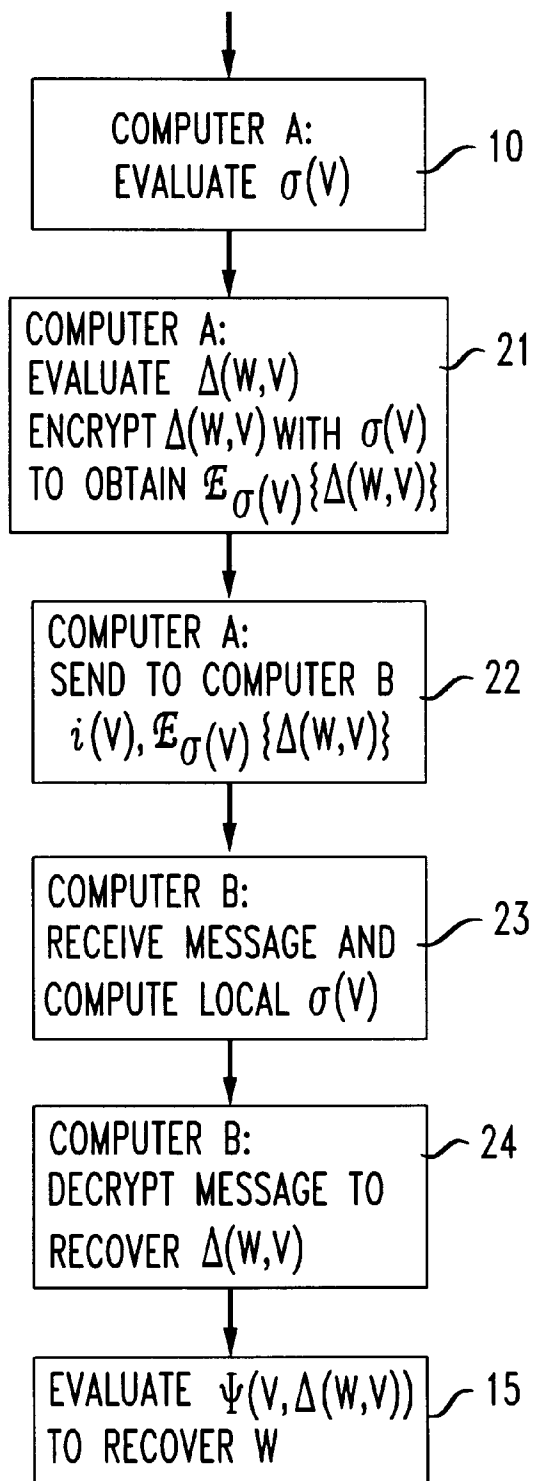 COMPUTER A:
EVALUATE σ(V)
10
COMPUTER A:
EVALUATE Δ(W,V)
ENCRYPT Δ(W,V) WITH σ(V)
TO OBTAIN ℰσ(V){Δ(W,V)}
21
COMPUTER A:
SEND TO COMPUTER B
i(V), ℰσ(V){Δ(W,V)}
22
COMPUTER B:
RECEIVE MESSAGE AND
COMPUTE LOCAL σ(V)
23
COMPUTER B:
DECRYPT MESSAGE TO
RECOVER Δ(W,V)
24
EVALUATE Ψ(V,Δ(W,V))
TO RECOVER W
15